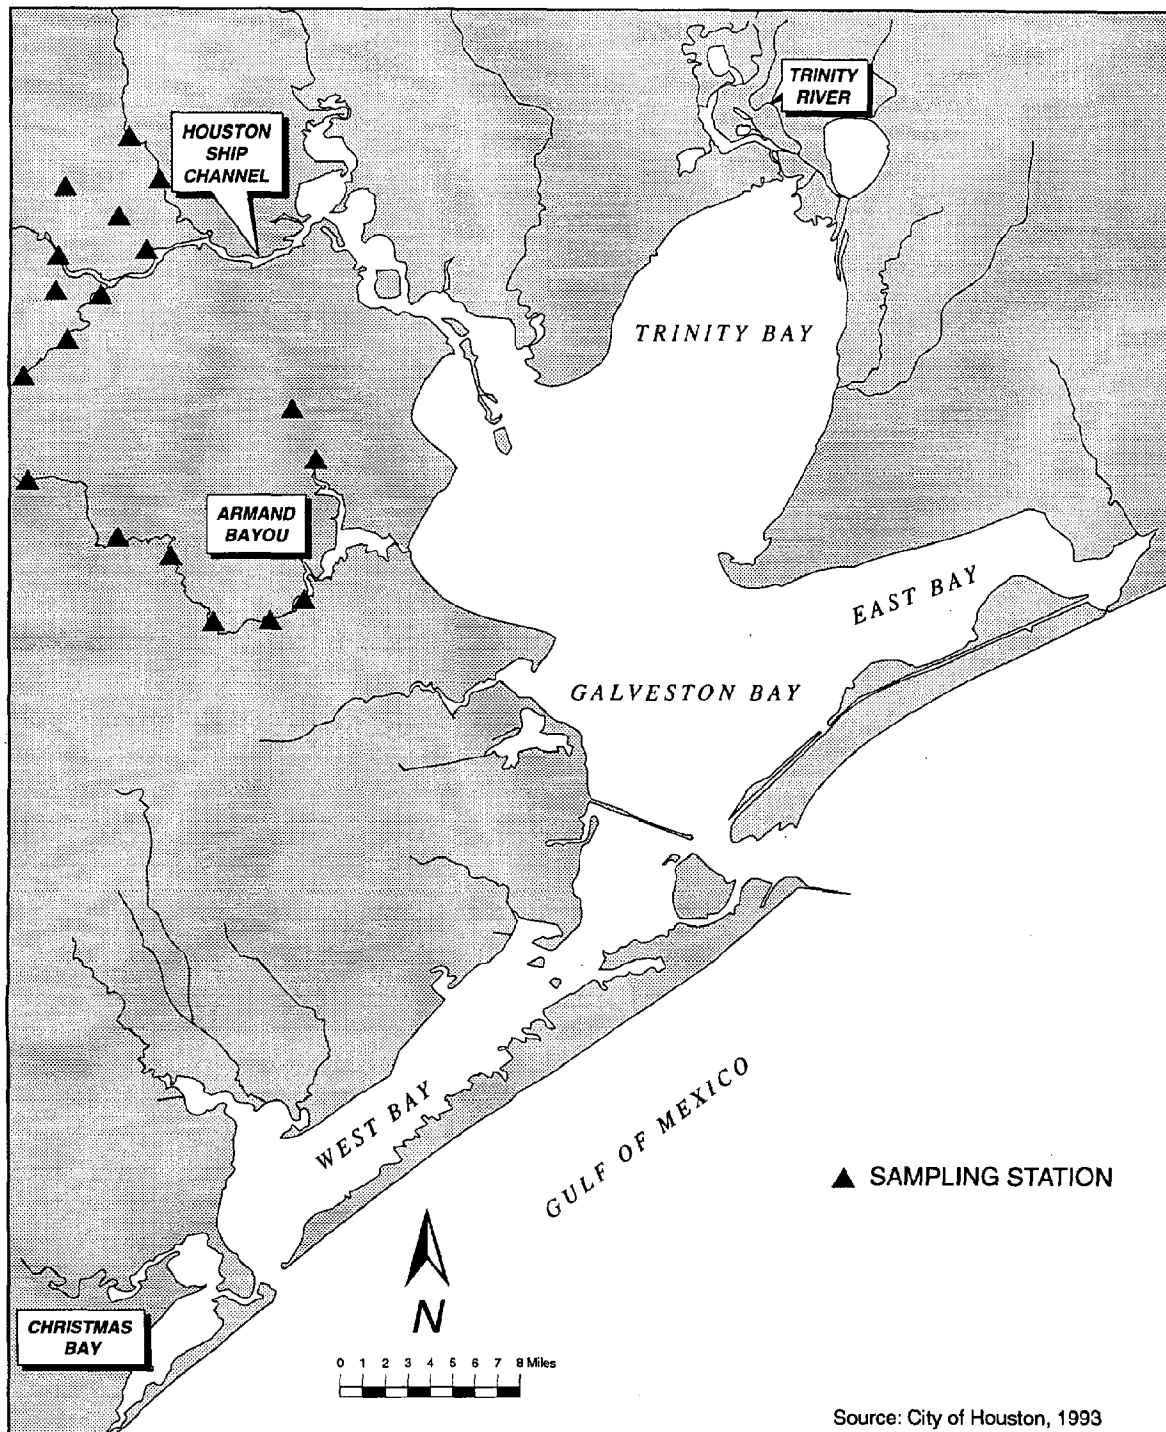 TRINITY
RIVER
HOUSTON
SHIP
CHANNEL
TRINITY BAY
ARMAND
BAYOU
EAST BAY
GALVESTON BAY
WEST BAY
GULF OF MEXICO
SAMPLING STATION
N
CHRISTMAS
BAY
0 1 2 3 4 5 6 7 8 Miles
Source: City of Houston, 1993